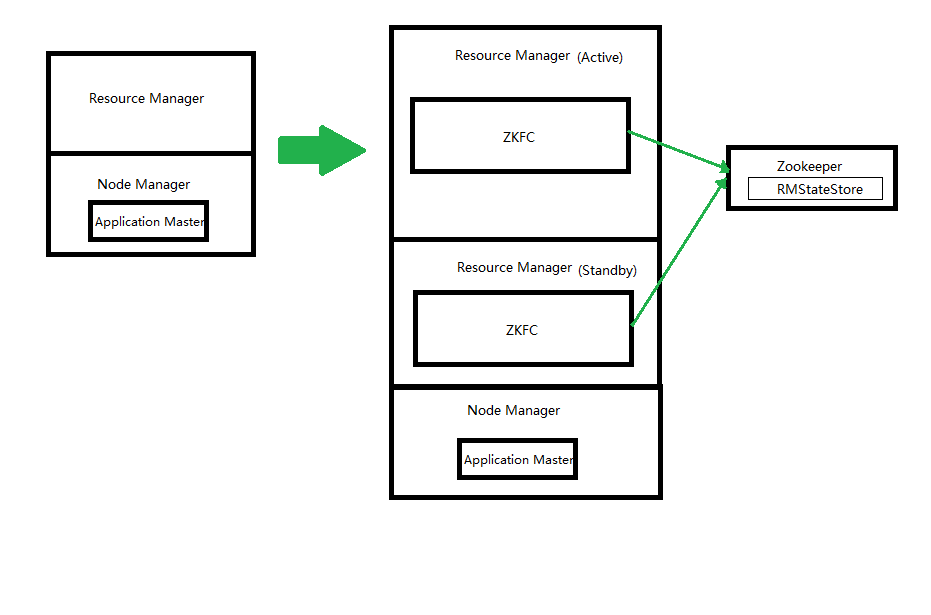 Resource Manager
Node Manager
Application Master
Resource Manager (Active)
ZKFC
Resource Manager (Standby)
ZKFC
Node Manager
Application Master
Zookeeper
RMStateStore